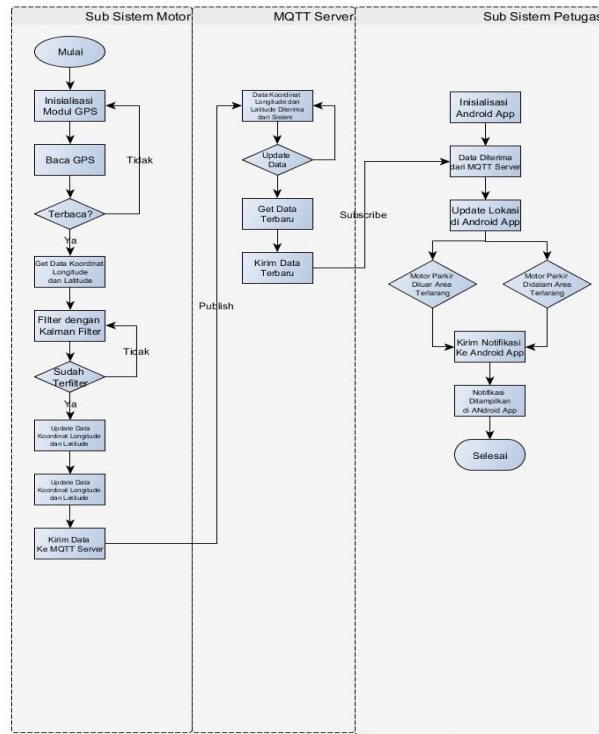 Sub Sistem Motor
MQTT Server
Sub Sistem Petugas
Mulai
Inisialisasi
Modul GPS
Baca GPS
Tidak
Terbaca?
Ya
Get Data Koordinat
Longitude
dan Latitude
FIlter dengan
Kalman Filter
Tidak
Sudah
Terfilter
Ya
Update Data
Koordinat Longitude
dan Latitude
Update Data
Koordinat Longitude
dan Latitude
Kirim Data
Ke MQTT Server
Publish
Data Koordinat
Longitude dan
Latitude Diterima
dari Sistem
Update
Data
Get Data
Terbaru
Kirim Data
Terbaru
Subscribe
Inisialisasi
Android App
Data Diterima
dari MQTT Server
Update Lokasi
di Android App
Motor Parkir
Diluar Area
Terlarang
Motor Parkir
Didalam Area
Terlarang
Kirim Notifikasi
Ke Android App
Notifikasi
Ditampilkan
di ANdroid App
Selesai